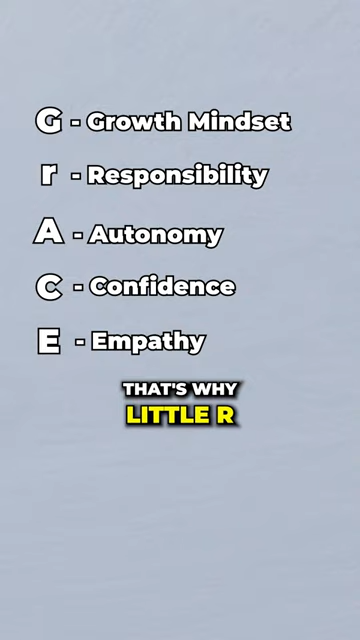 G - Growth Mindset
r - Responsibility
A - Autonomy
C - Confidence
E - Empathy
THAT'S WHY
LITTLE R